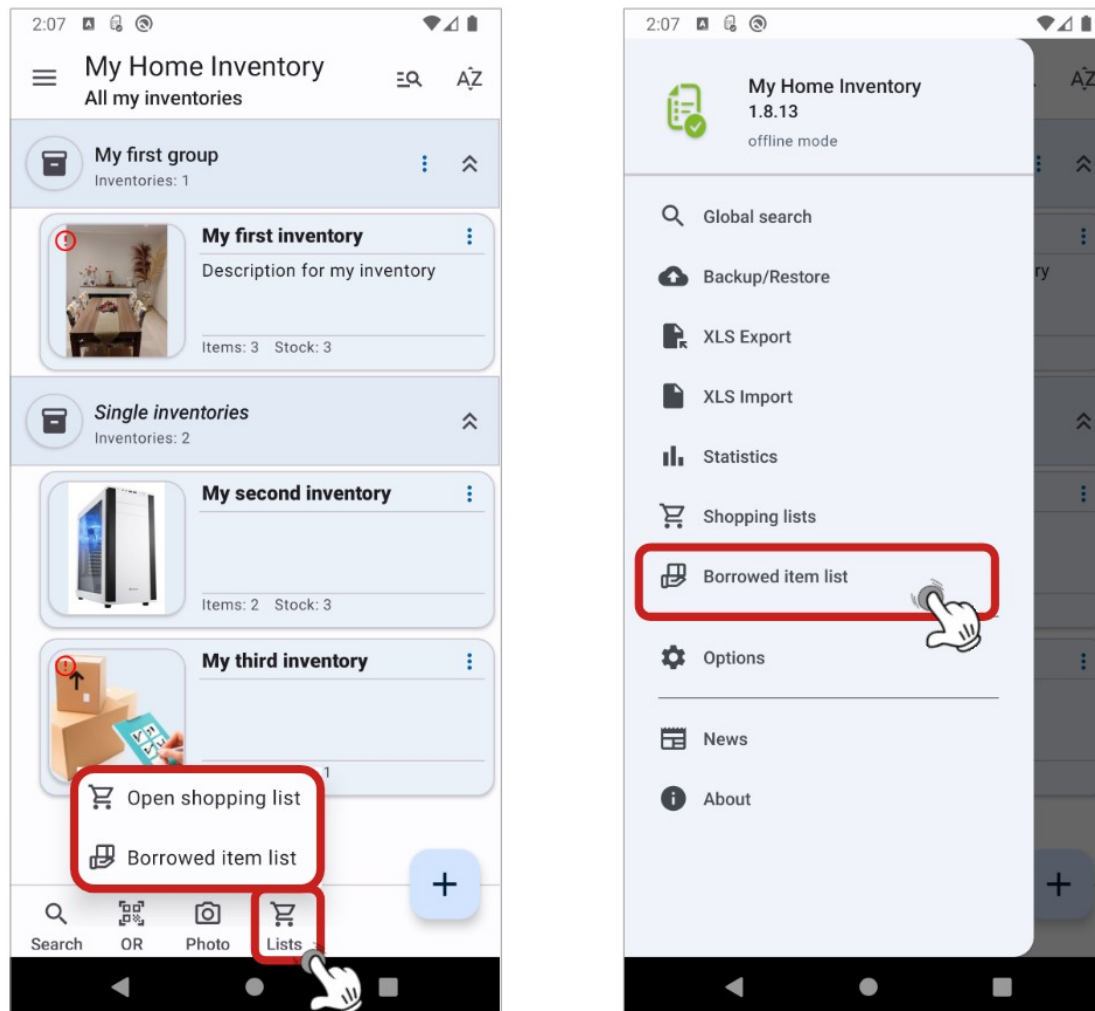 2:07
My Home Inventory
All my inventories
AZ
My first group
Inventories: 1
My first inventory
Description for my inventory
Items: 3 Stock: 3
Single inventories
Inventories: 2
My second inventory
Items: 2 Stock: 3
My third inventory
1
Open shopping list
Borrowed item list
+
Search
QR
Photo
Lists
2:07
My Home Inventory
1.8.13
offline mode
AZ
Global search
Backup/Restore
ry
XLS Export
XLS Import
Statistics
Shopping lists
Borrowed item list
Options
News
About
+